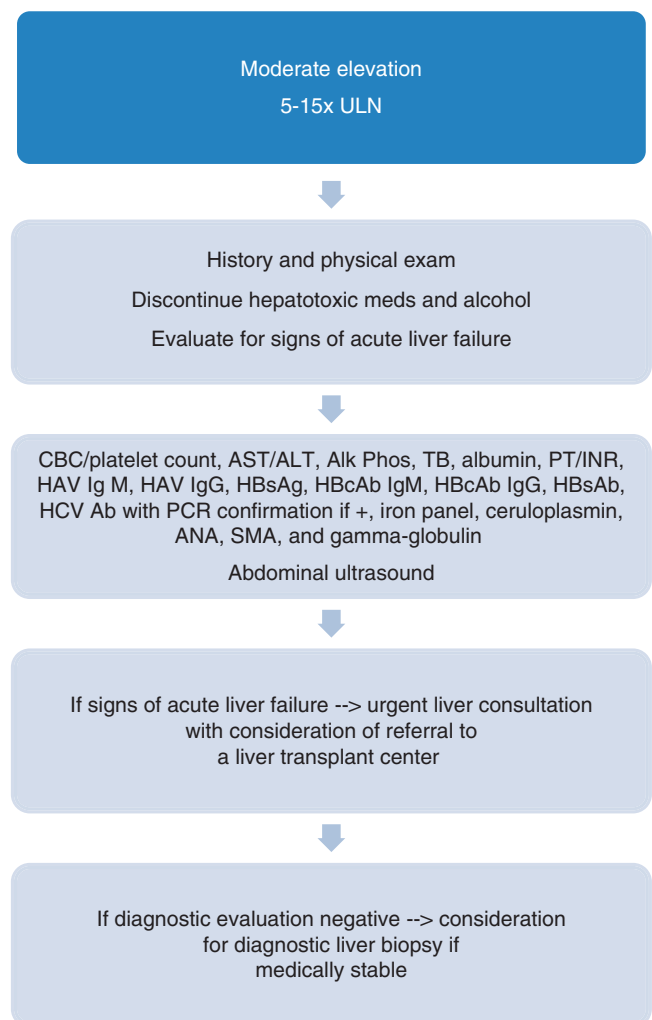 Moderate elevation
5-15x ULN
History and physical exam
Discontinue hepatotoxic meds and alcohol
Evaluate for signs of acute liver failure
CBC/platelet count, AST/ALT, Alk Phos, TB, albumin, PT/INR,
HAV Ig M, HAV IgG, HBsAg, HBcAb IgM, HBcAb IgG, HBsAb,
HCV Ab with PCR confirmation if +, iron panel, ceruloplasmin,
ANA, SMA, and gamma-globulin
Abdominal ultrasound
If signs of acute liver failure --> urgent liver consultation
with consideration of referral to
a liver transplant center
If diagnostic evaluation negative --> consideration
for diagnostic liver biopsy if
medically stable